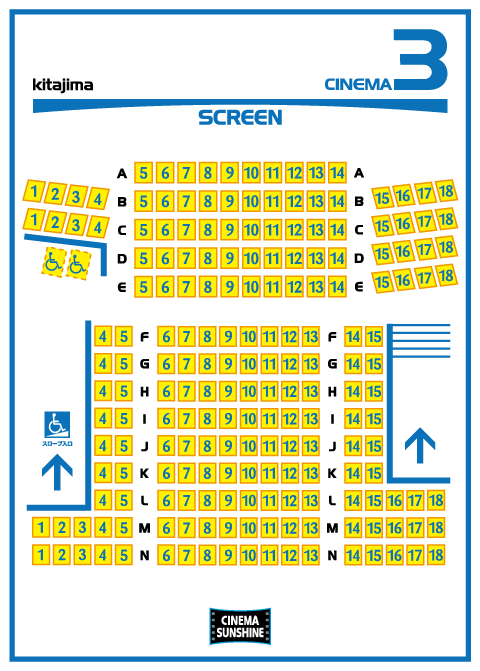 3
kitajima CINEMA
SCREEN
A 5 6 7 8 9 10 11 12 13 14 A
1 2 3 4 B 5 6 7 8 9 10 11 12 13 14 B 15 16 17 18
1 2 3 4 C 5 6 7 8 9 10 11 12 13 14 C 15 16 17 18
D 5 6 7 8 9 10 11 12 13 14 D 15 16 17 18
E 5 6 7 8 9 10 11 12 13 14 E 15 16 17 18
4 5 F 6 7 8 9 10 11 12 13 F 14 15
4 5 G 6 7 8 9 10 11 12 13 G 14 15
4 5 H 6 7 8 9 10 11 12 13 H 14 15
4 5 I 6 7 8 9 10 11 12 13 I 14 15
スロープ入口
4 5 J 6 7 8 9 10 11 12 13 J 14 15
4 5 K 6 7 8 9 10 11 12 13 K 14 15
4 5 L 6 7 8 9 10 11 12 13 L 14 15 16 17 18
1 2 3 4 5 M 6 7 8 9 10 11 12 13 M 14 15 16 17 18
1 2 3 4 5 N 6 7 8 9 10 11 12 13 N 14 15 16 17 18
CINEMA
SUNSHINE